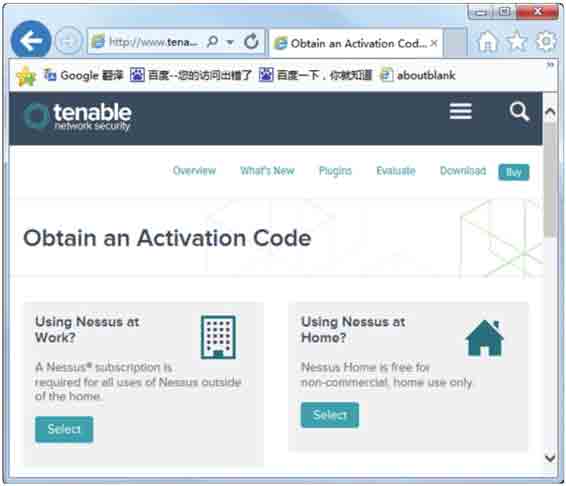 http://www.tena...
Obtain an Activation Code...
Google 翻译 百度--您的访问出错了 百度一下，你就知道 aboutblank
tenable
network security
Overview What's New Plugins Evaluate Download Buy
Obtain an Activation Code
Using Nessus at
Work?
A Nessus® subscription is
required for all uses of Nessus outside
of the home.
Select
Using Nessus at
Home?
Nessus Home is free for
non-commercial, home use only.
Select